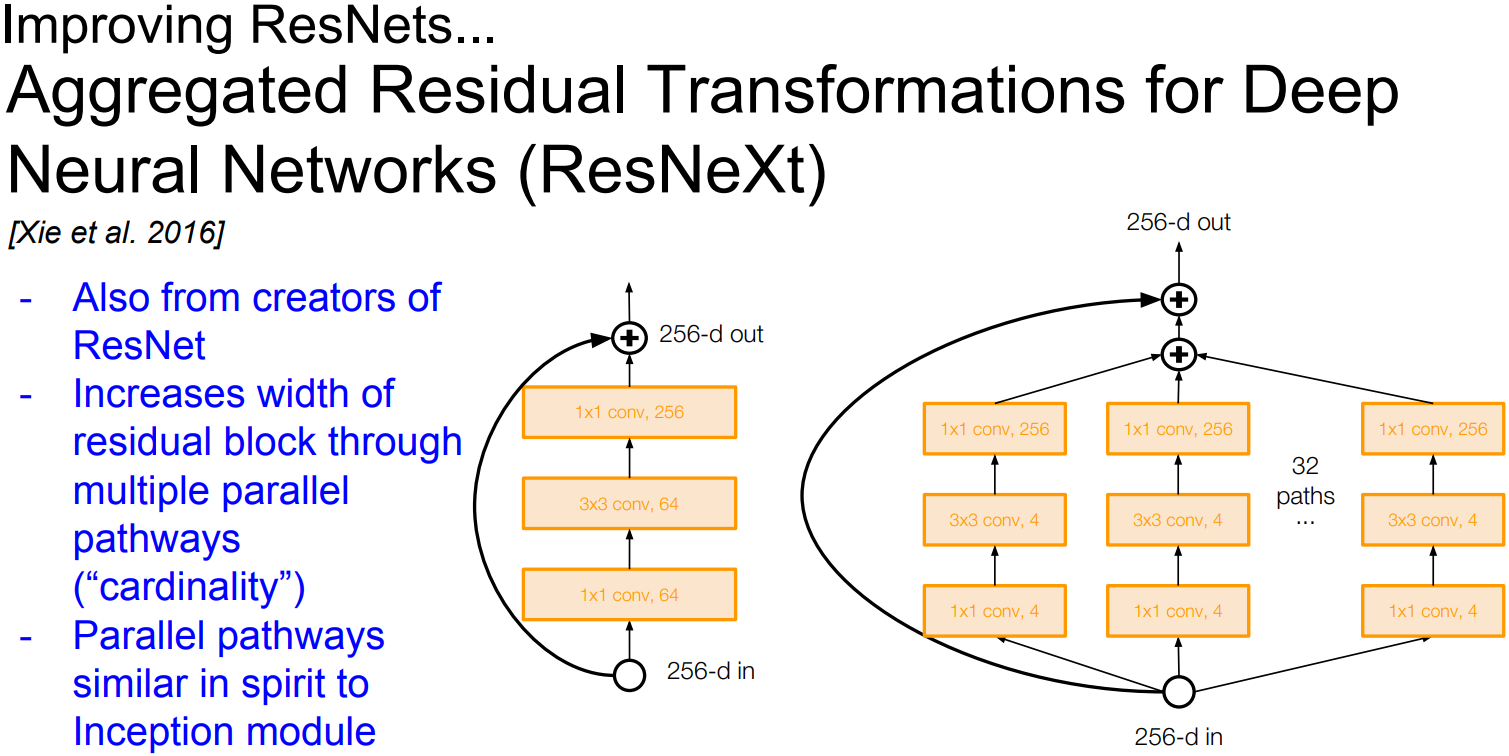 Improving ResNets...
Aggregated Residual Transformations for Deep
Neural Networks (ResNeXt)
[Xie et al. 2016]
- Also from creators of
ResNet
- Increases width of
residual block through
multiple parallel
pathways
(“cardinality”)
- Parallel pathways
similar in spirit to
Inception module
256-d out
1x1 conv, 256
3x3 conv, 64
1x1 conv, 64
256-d in
256-d out
1x1 conv, 256 1x1 conv, 256 1x1 conv, 256
32
paths
...
3x3 conv, 4 3x3 conv, 4 3x3 conv, 4
1x1 conv, 4 1x1 conv, 4 1x1 conv, 4
256-d in